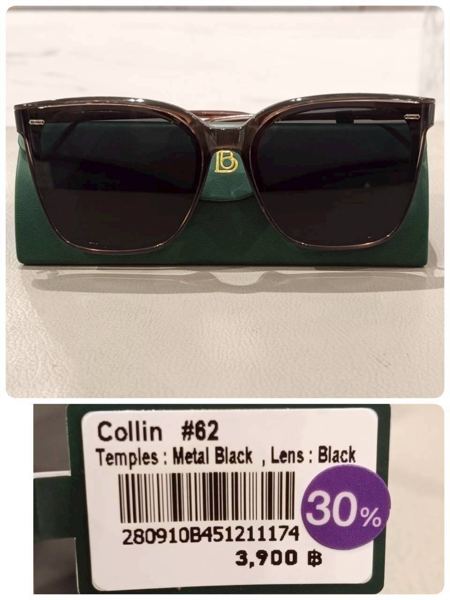 B
Collin #62
Temples : Metal Black , Lens : Black
30%
280910B451211174
3,900 ฿